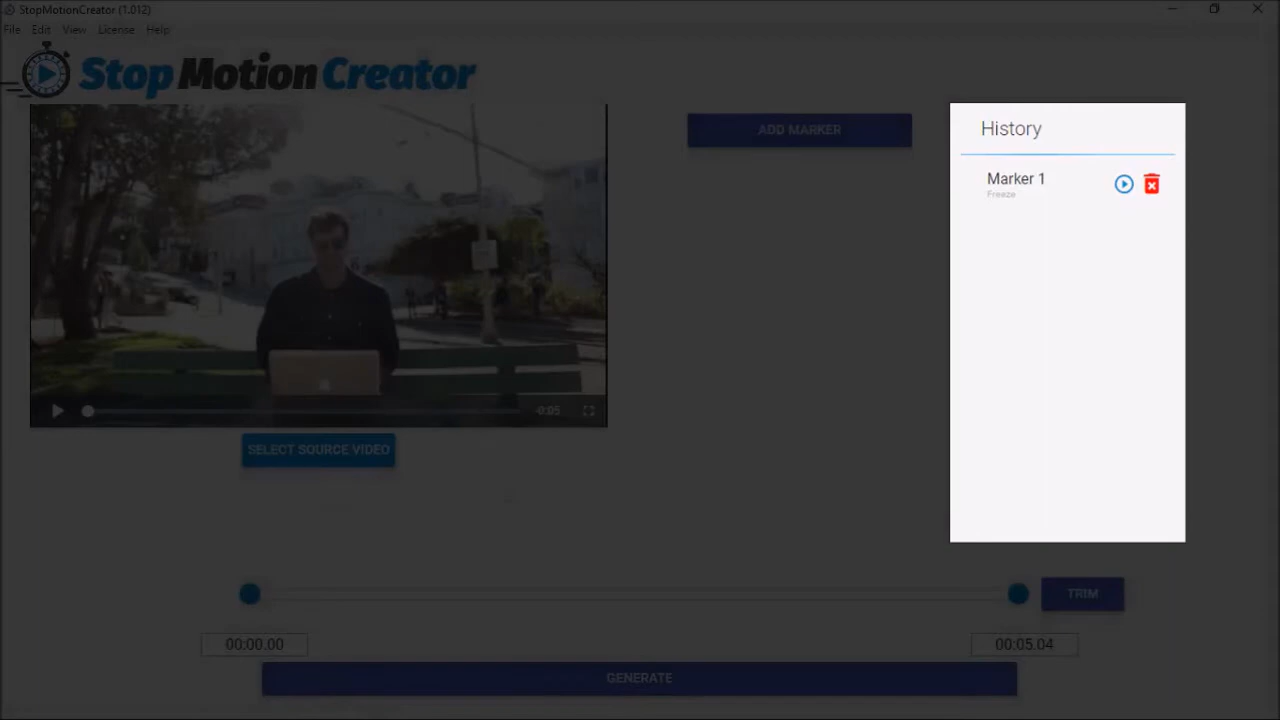 StopMotionCreator (1.012)
File Edit View License Help
Stop Motion Creator
ADD MARKER
History
Marker 1
Freeze
-0:05
SELECT SOURCE VIDEO
TRIM
00:00.00
00:05.04
GENERATE